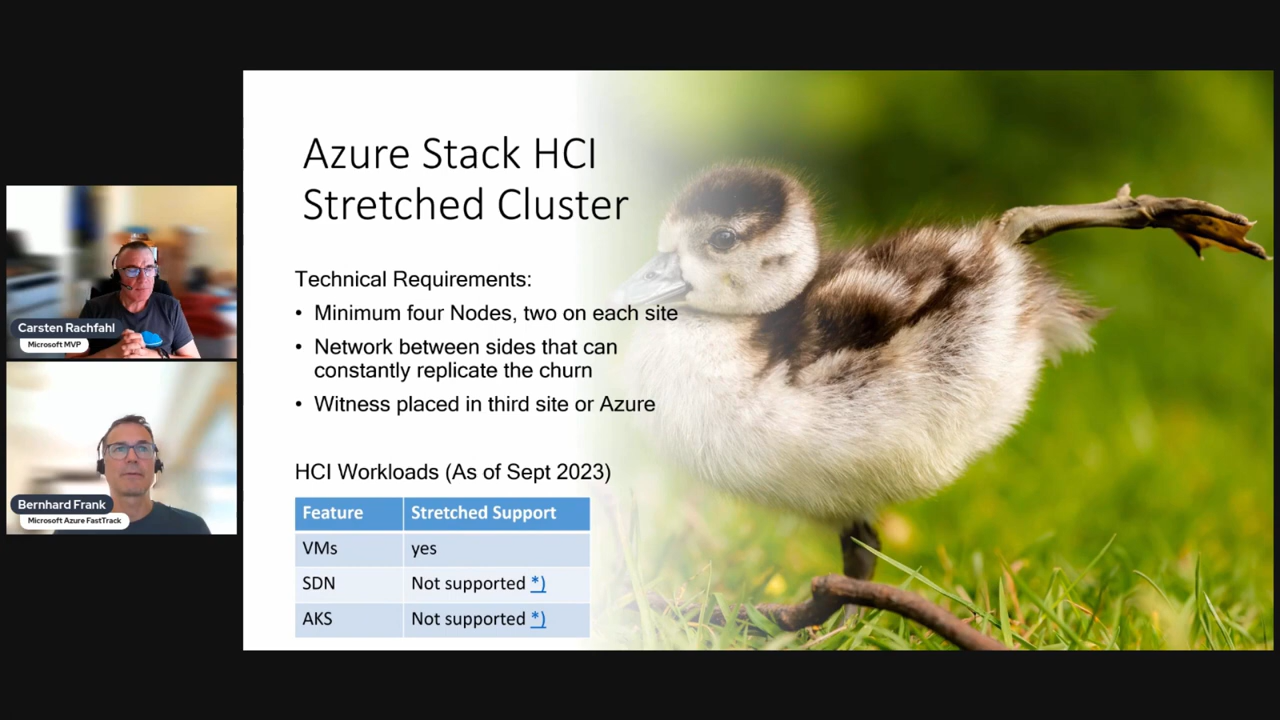 Azure Stack HCI
Stretched Cluster
Technical Requirements:
• Minimum four Nodes, two on each site
• Network between sides that can
constantly replicate the churn
• Witness placed in third site or Azure
HCI Workloads (As of Sept 2023)
Feature Stretched Support
VMs yes
SDN Not supported *)
AKS Not supported *)
Carsten Rachfahl
Microsoft MVP
Bernhard Frank
Microsoft Azure FastTrack